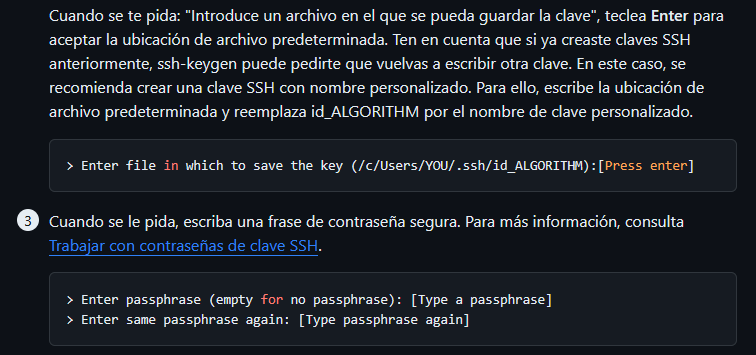 Cuando se te pida: "Introduce un archivo en el que se pueda guardar la clave", teclea Enter para
aceptar la ubicación de archivo predeterminada. Ten en cuenta que si ya creaste claves SSH
anteriormente, ssh-keygen puede pedirte que vuelvas a escribir otra clave. En este caso, se
recomienda crear una clave SSH con nombre personalizado. Para ello, escribe la ubicación de
archivo predeterminada y reemplaza id_ALGORITHM por el nombre de clave personalizado.
> Enter file in which to save the key (/c/Users/YOU/.ssh/id_ALGORITHM):[Press enter]
3 Cuando se le pida, escriba una frase de contraseña segura. Para más información, consulta
Trabajar con contraseñas de clave SSH.
> Enter passphrase (empty for no passphrase): [Type a passphrase]
> Enter same passphrase again: [Type passphrase again]